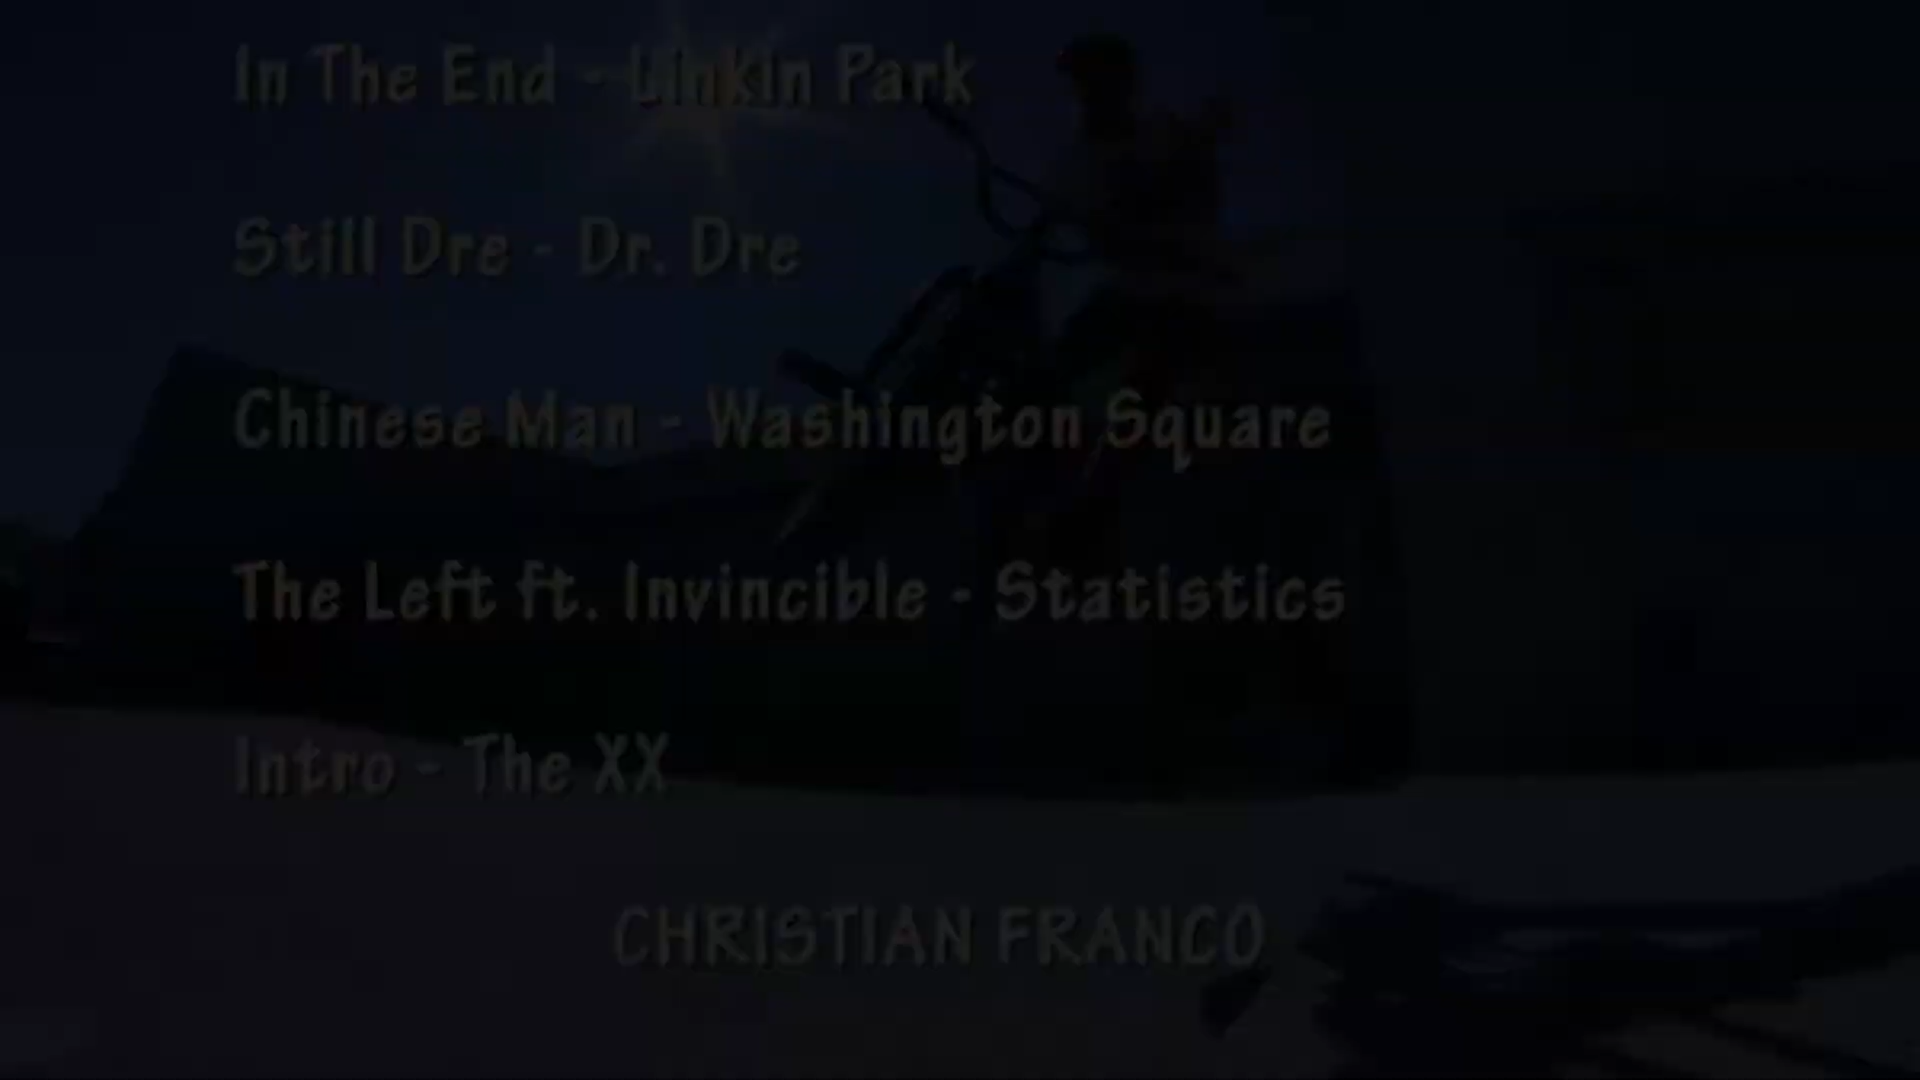 In The End - Linkin Park
Still Dre - Dr. Dre
Chinese Man - Washington Square
The Left ft. Invincible - Statistics
Intro - The XX
CHRISTIAN FRANCO